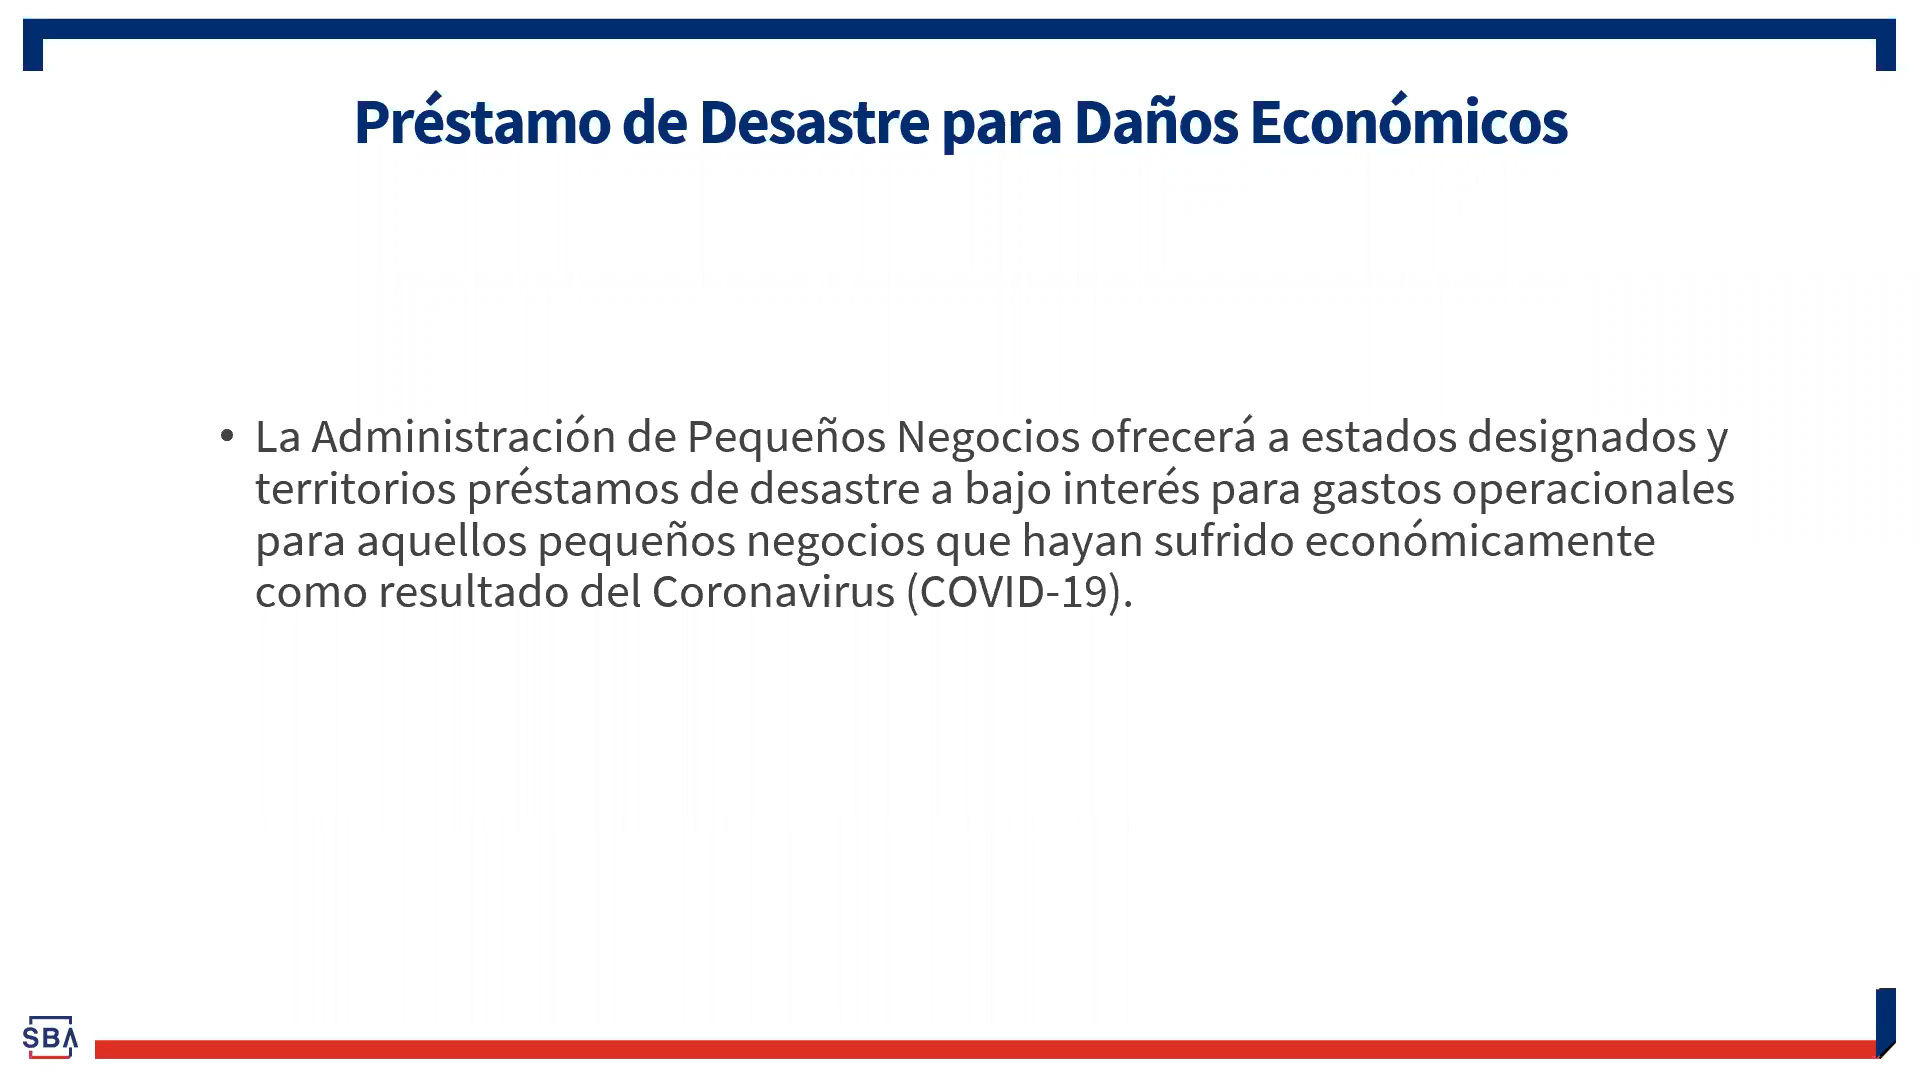 Préstamo de Desastre para Daños Económicos
• La Administración de Pequeños Negocios ofrecerá a estados designados y
territorios préstamos de desastre a bajo interés para gastos operacionales
para aquellos pequeños negocios que hayan sufrido económicamente
como resultado del Coronavirus (COVID-19).
SBA